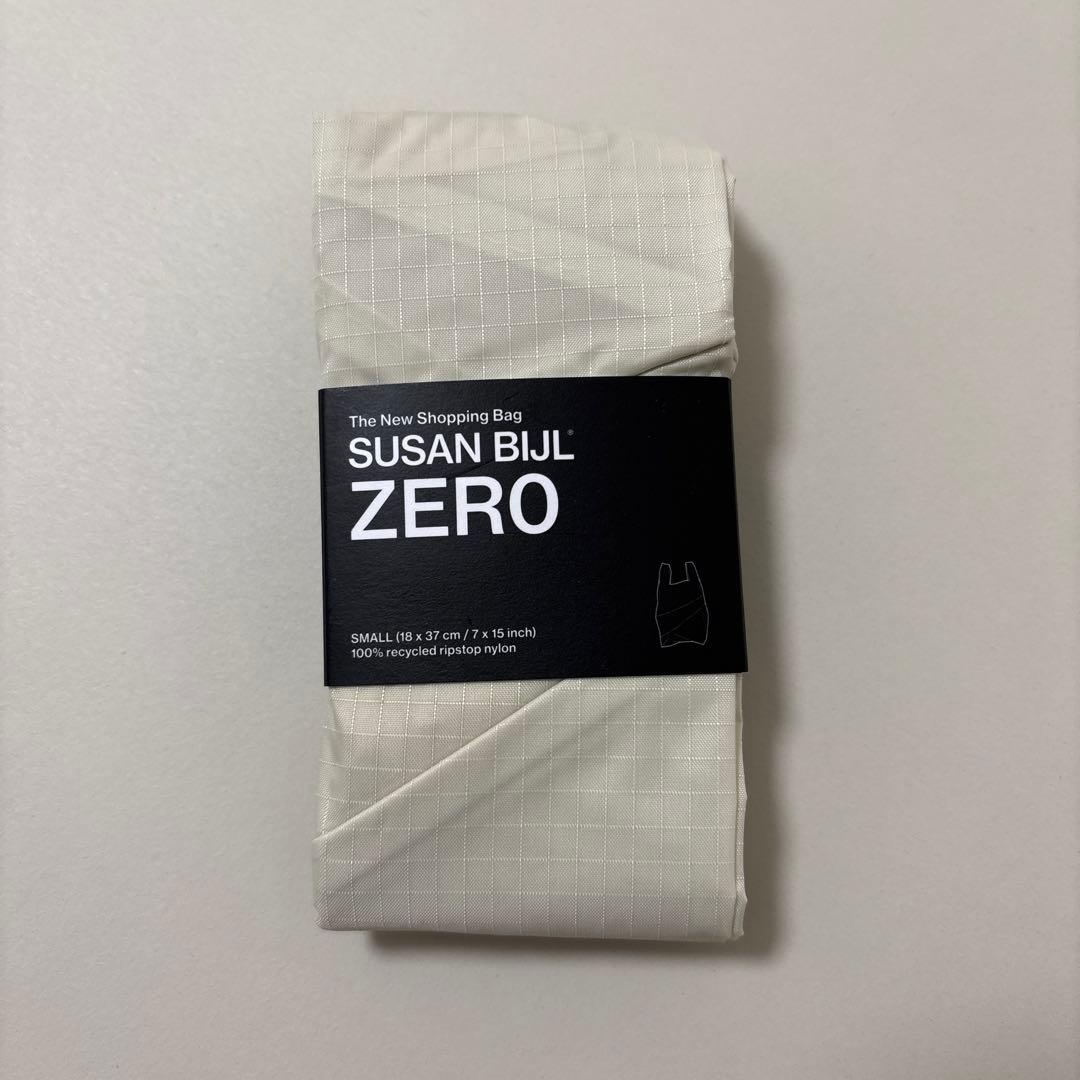 The New Shopping Bag
SUSAN BIJL®
ZERO
SMALL (18 x 37 cm / 7 x 15 inch)
100% recycled ripstop nylon